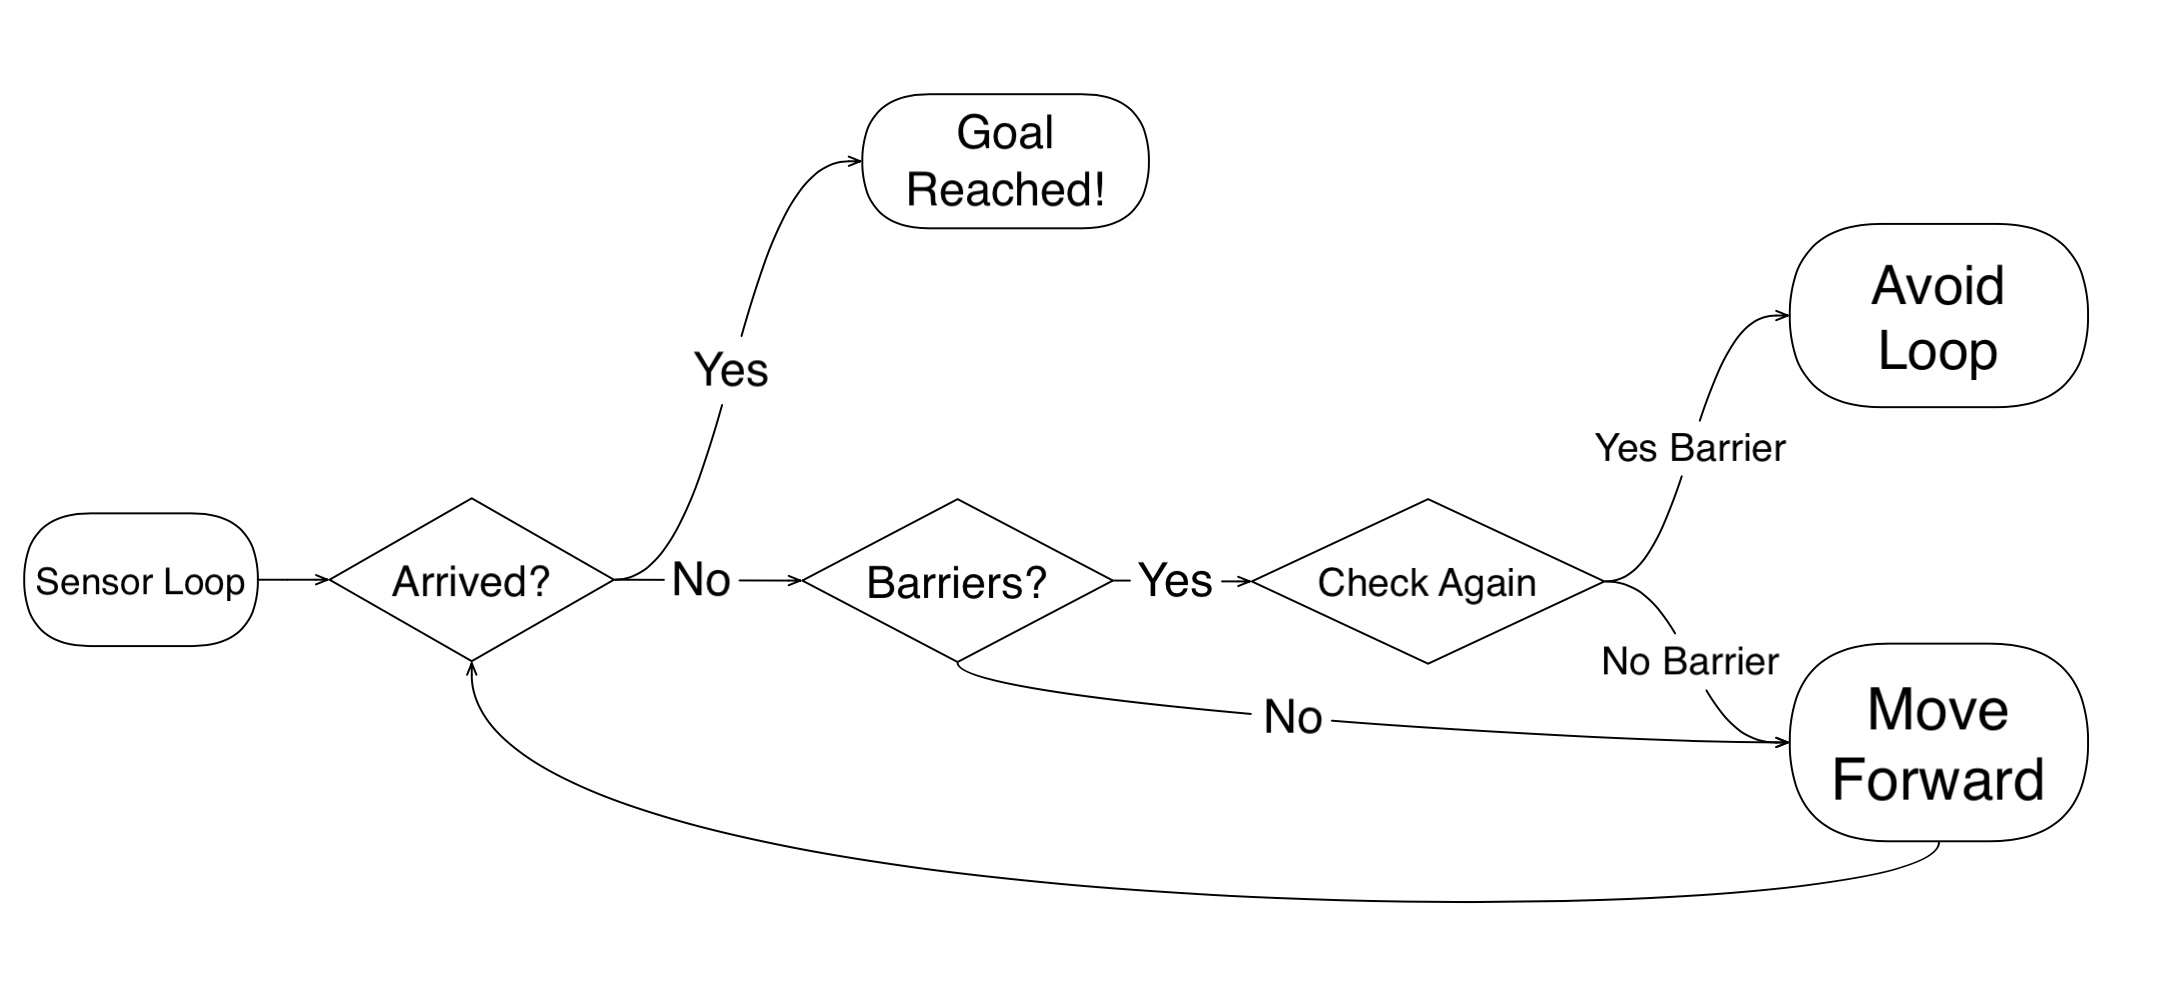 Goal
Reached!
Avoid
Loop
Yes
Yes Barrier
Sensor Loop
Arrived?
No
Barriers?
Yes
Check Again
No Barrier
No
Move
Forward